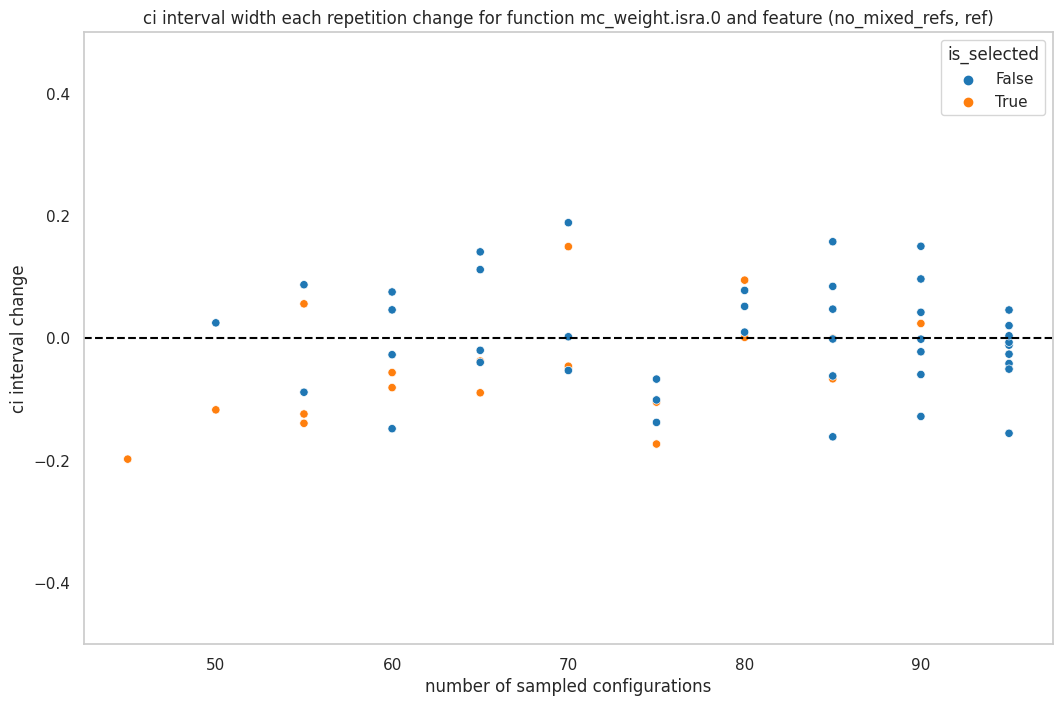 ci interval width each repetition change for function mc_weight.isra.0 and feature (no_mixed_refs, ref)
is_selected
False
True
ci interval change
0.4
0.2
0.0
−0.2
−0.4
50
60
70
80
90
number of sampled configurations